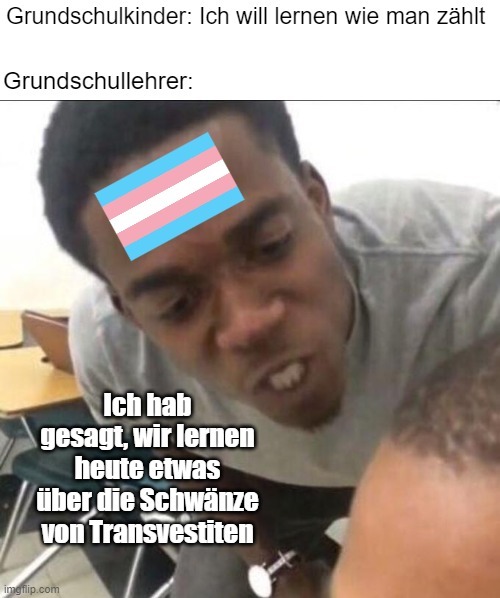 Grundschulkinder: Ich will lernen wie man zählt
Grundschullehrer:
Ich hab
gesagt, wir lernen
heute etwas
über die Schwänze
von Transvestiten
imgflip.com